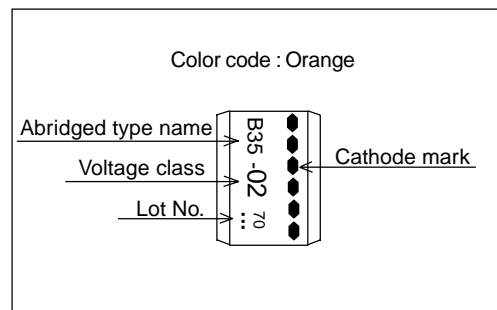 Color code : Orange
Abridged type name
Voltage class
Lot No.
B35 -02 70 ...
Cathode mark